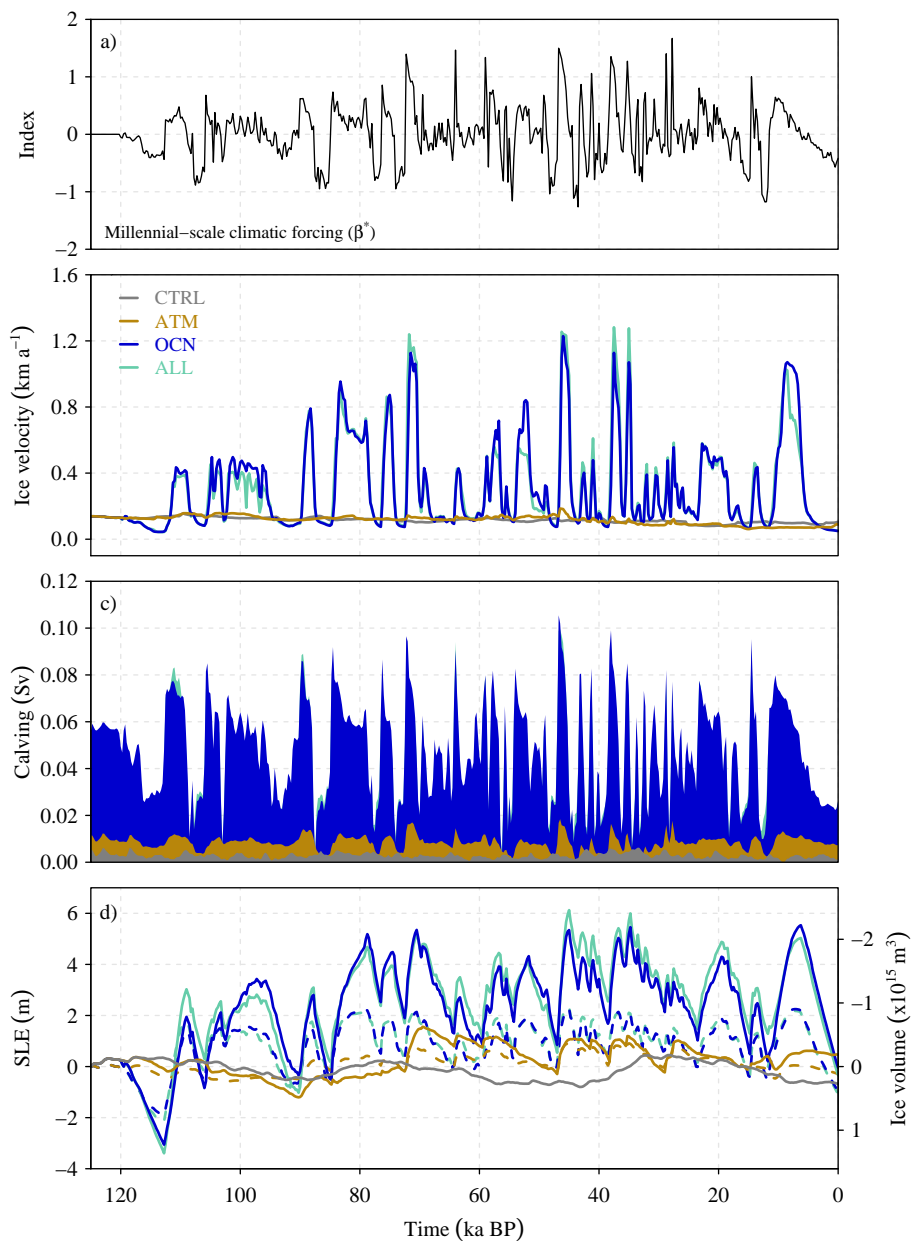 a)
2
1
0
−1
−2
Index
Millennial−scale climatic forcing (β*)
1.6
1.2
0.8
0.4
0.0
Ice velocity (km a⁻¹)
CTRL
ATM
OCN
ALL
c)
0.12
0.10
0.08
0.06
0.04
0.02
0.00
Calving (Sv)
d)
6
4
2
0
−2
−4
SLE (m)
−2
−1
0
1
Ice volume (x10¹⁵ m³)
120
100
80
60
40
20
0
Time (ka BP)